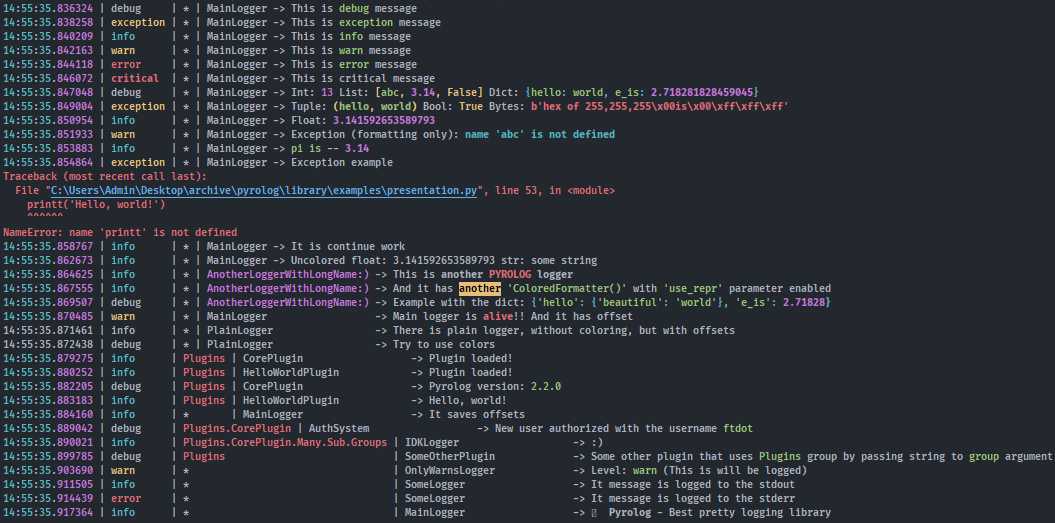 14:55:35.836324 | debug     | * | MainLogger -> This is debug message
14:55:35.838258 | exception | * | MainLogger -> This is exception message
14:55:35.840209 | info      | * | MainLogger -> This is info message
14:55:35.842163 | warn      | * | MainLogger -> This is warn message
14:55:35.844118 | error     | * | MainLogger -> This is error message
14:55:35.846072 | critical  | * | MainLogger -> This is critical message
14:55:35.847048 | debug     | * | MainLogger -> Int: 13 List: [abc, 3.14, False] Dict: {hello: world, e_is: 2.718281828459045}
14:55:35.849004 | exception | * | MainLogger -> Tuple: (hello, world) Bool: True Bytes: b'hex of 255,255,255\x00is\x00\xff\xff\xff'
14:55:35.850954 | info      | * | MainLogger -> Float: 3.141592653589793
14:55:35.851933 | warn      | * | MainLogger -> Exception (formatting only): name 'abc' is not defined
14:55:35.853883 | info      | * | MainLogger -> pi is -- 3.14
14:55:35.854864 | exception | * | MainLogger -> Exception example
Traceback (most recent call last):
  File "C:\Users\Admin\Desktop\archive\pyrolog\library\examples\presentation.py", line 53, in <module>
    printt('Hello, world!')
    ^^^^^^
NameError: name 'printt' is not defined
14:55:35.858767 | info      | * | MainLogger -> It is continue work
14:55:35.862673 | info      | * | MainLogger -> Uncolored float: 3.141592653589793 str: some string
14:55:35.864625 | info      | * | AnotherLoggerWithLongName:) -> This is another PYROLOG logger
14:55:35.867555 | info      | * | AnotherLoggerWithLongName:) -> And it has another 'ColoredFormatter()' with 'use_repr' parameter enabled
14:55:35.869507 | debug     | * | AnotherLoggerWithLongName:) -> Example with the dict: {'hello': {'beautiful': 'world'}, 'e_is': 2.71828}
14:55:35.870485 | warn      | * | MainLogger                  -> Main logger is alive!! And it has offset
14:55:35.871461 | info      | * | PlainLogger                 -> There is plain logger, without coloring, but with offsets
14:55:35.872438 | debug     | * | PlainLogger                 -> Try to use colors
14:55:35.879275 | info      | Plugins | CorePlugin                  -> Plugin loaded!
14:55:35.880252 | info      | Plugins | HelloWorldPlugin            -> Plugin loaded!
14:55:35.882205 | debug     | Plugins | CorePlugin                  -> Pyrolog version: 2.2.0
14:55:35.883183 | info      | Plugins | HelloWorldPlugin            -> Hello, world!
14:55:35.884160 | info      | *       | MainLogger                  -> It saves offsets
14:55:35.889042 | debug     | Plugins.CorePlugin | AuthSystem                  -> New user authorized with the username ftdot
14:55:35.890021 | info      | Plugins.CorePlugin.Many.Sub.Groups | IDKLogger                   -> :)
14:55:35.899785 | debug     | Plugins                            | SomeOtherPlugin             -> Some other plugin that uses Plugins group by passing string to group argument
14:55:35.903690 | warn      | *                                  | OnlyWarnsLogger             -> Level: warn (This is will be logged)
14:55:35.911505 | info      | *                                  | SomeLogger                  -> It message is logged to the stdout
14:55:35.914439 | error     | *                                  | SomeLogger                  -> It message is logged to the stderr
14:55:35.917364 | info      | *                                  | MainLogger                  -> Pyrolog - Best pretty logging library